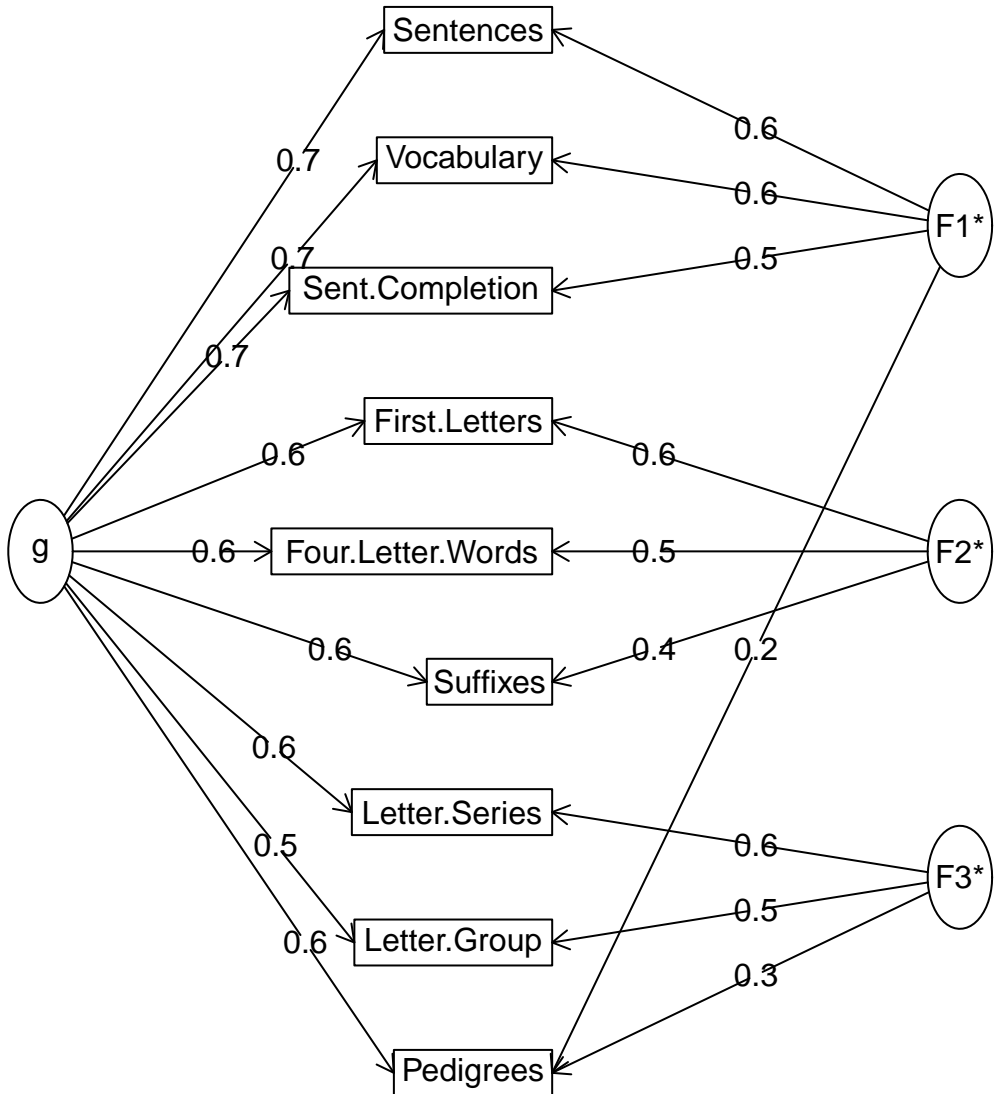 Sentences
0.6
0.7
Vocabulary
0.6
F1*
0.7
Sent.Completion
0.5
0.7
First.Letters
0.6
0.6
g
0.6
Four.Letter.Words
0.5
F2*
0.6
Suffixes
0.4
0.2
0.6
Letter.Series
0.6
0.5
F3*
0.5
Letter.Group
0.6
0.3
Pedigrees